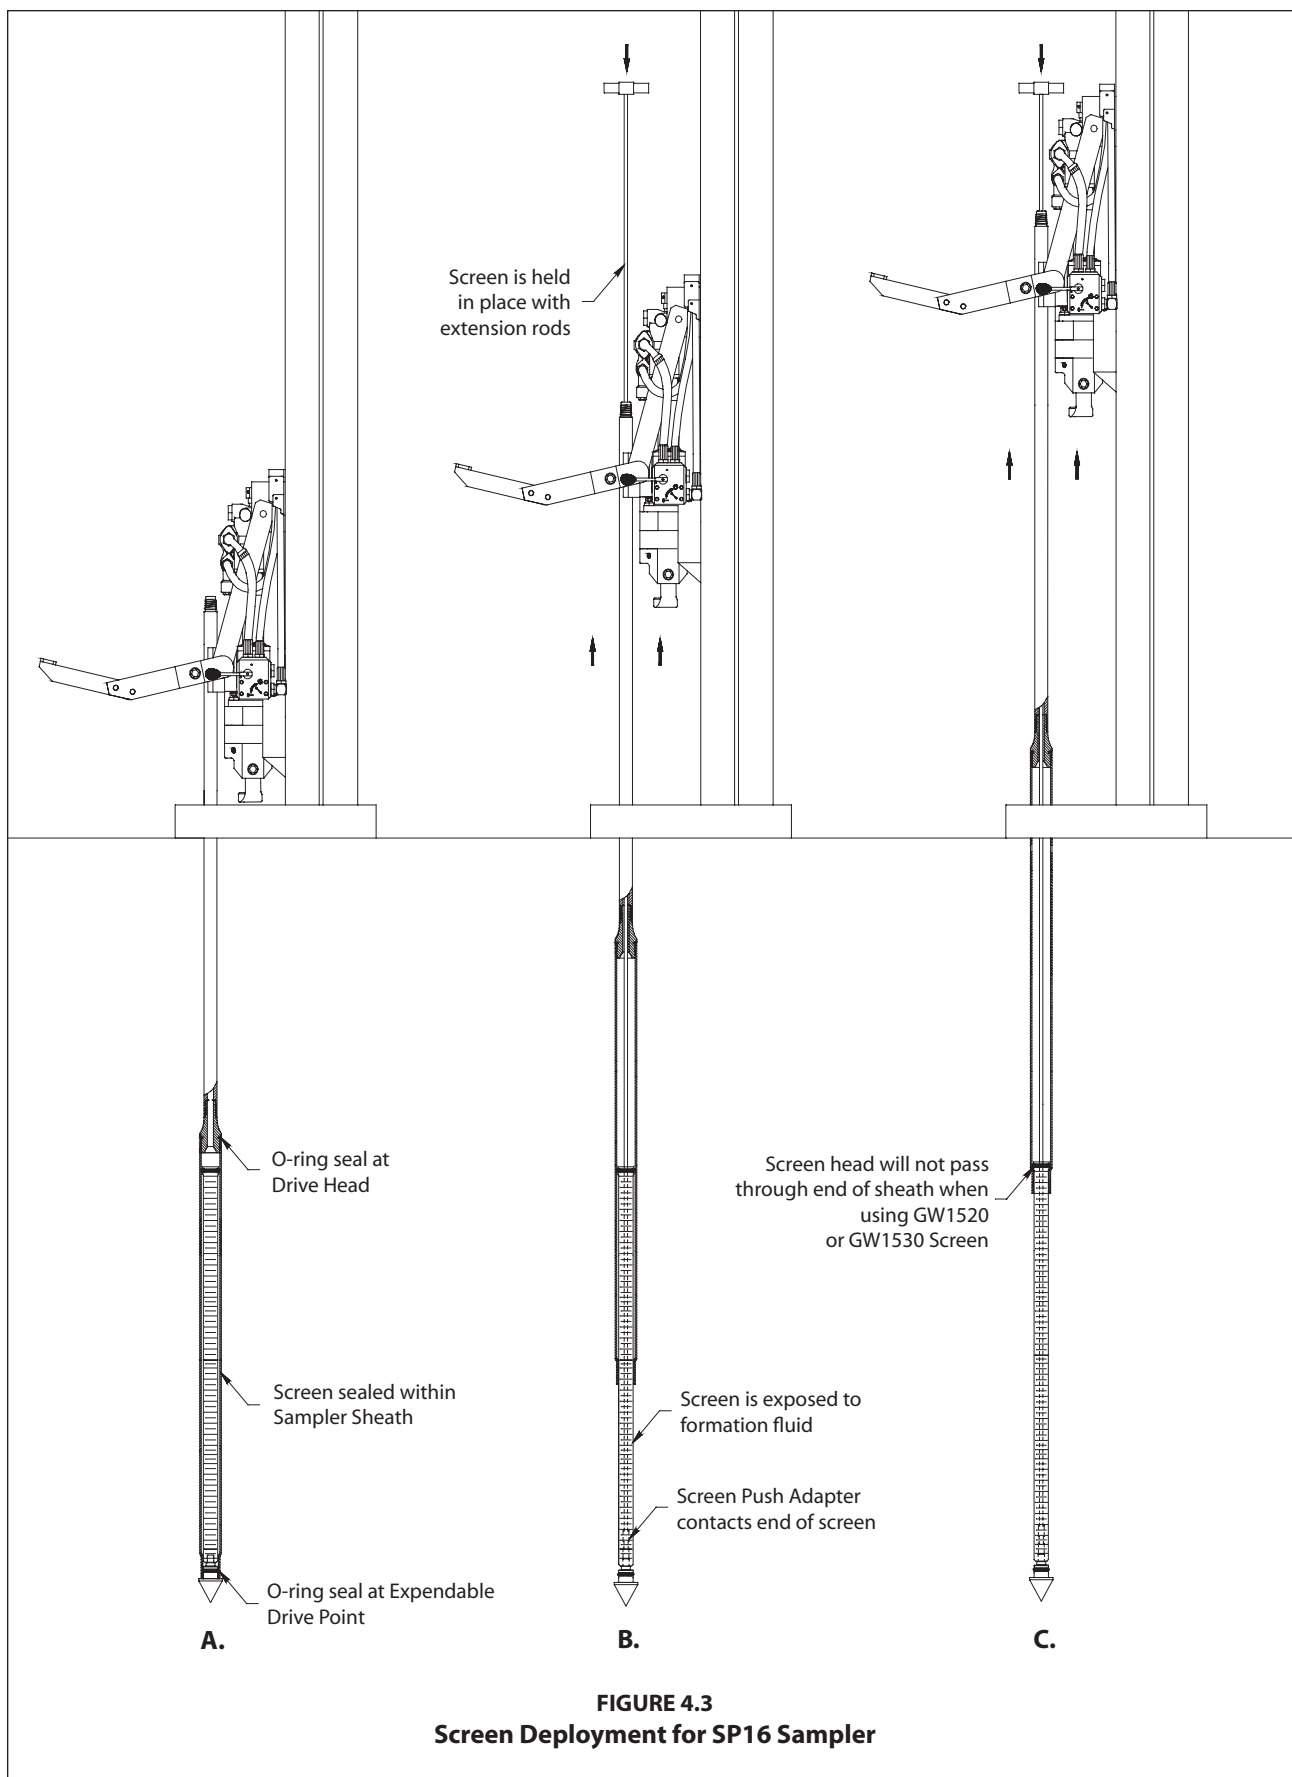 Screen is held
in place with
extension rods
O-ring seal at
Drive Head
Screen head will not pass
through end of sheath when
using GW1520
or GW1530 Screen
Screen sealed within
Sampler Sheath
Screen is exposed to
formation fluid
Screen Push Adapter
contacts end of screen
O-ring seal at Expendable
Drive Point
A.
B.
C.
FIGURE 4.3
Screen Deployment for SP16 Sampler